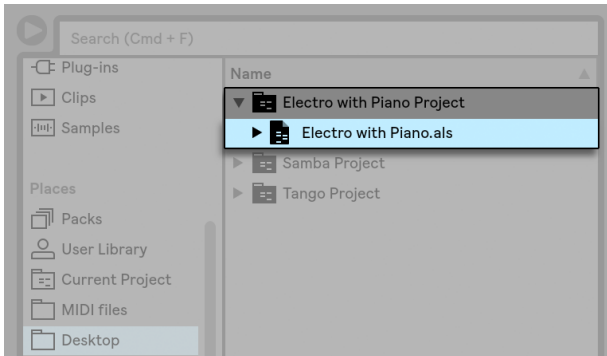 Search (Cmd + F)
Plug-ins
Clips
Samples
Places
Packs
User Library
Current Project
MIDI files
Desktop
Name
Electro with Piano Project
Electro with Piano.als
Samba Project
Tango Project